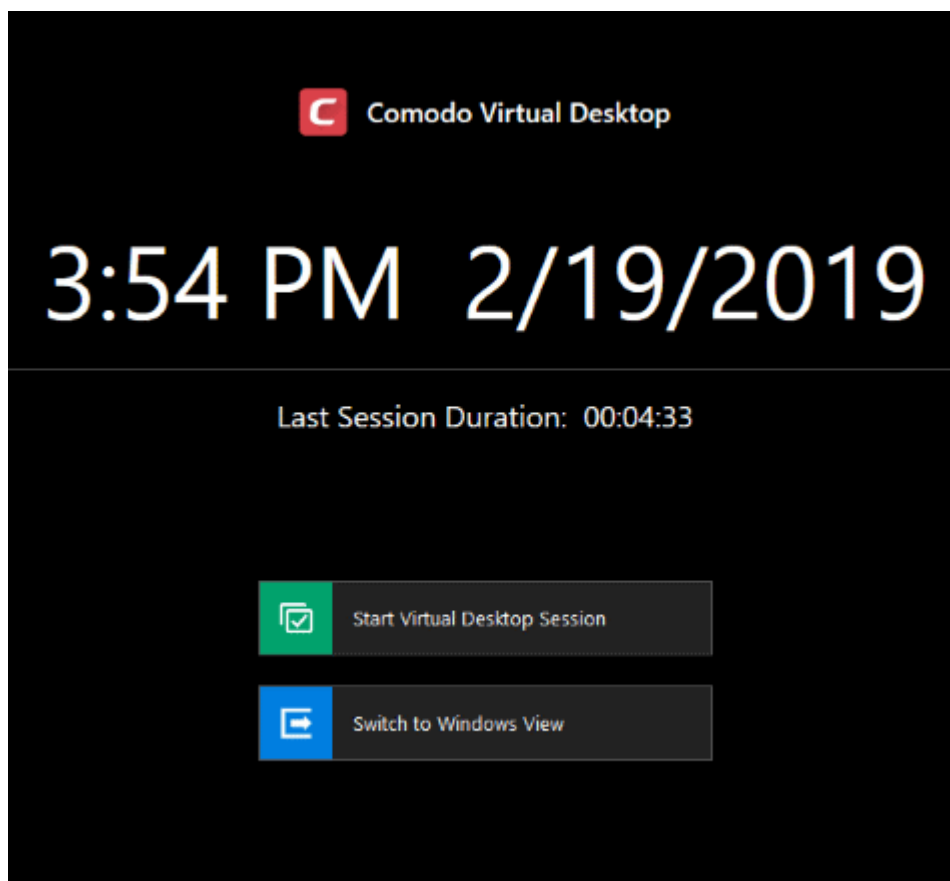 Comodo Virtual Desktop
3:54 PM 2/19/2019
Last Session Duration: 00:04:33
Start Virtual Desktop Session
Switch to Windows View